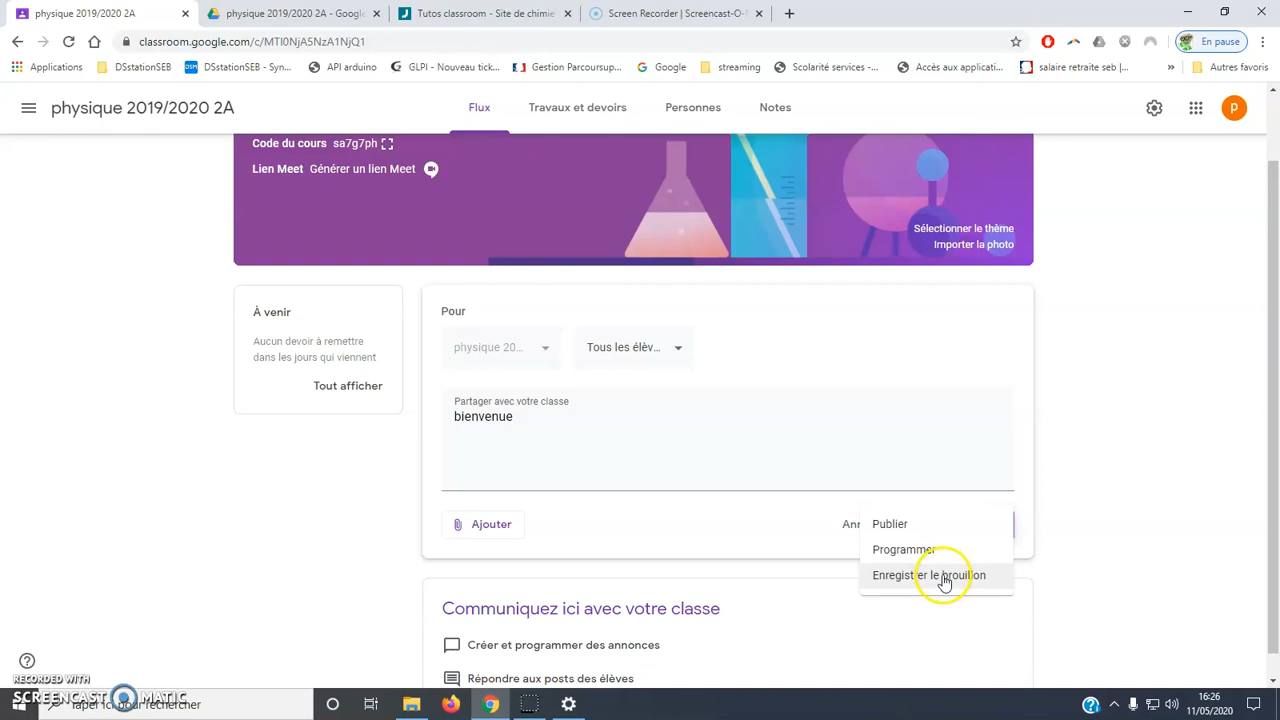 physique 2019/2020 2A
physique 2019/2020 2A - Google
Tutos classroom - Site de chimie
Screen Recorder | Screencast-O-
classroom.google.com/c/MTI0NjA5NzA1NjQ1
En pause
Applications
DSstationSEB
DSstationSEB - Syn...
API arduino
GLPI - Nouveau tick...
Gestion Parcoursup...
Google
streaming
Scolarité services -...
Accès aux applicati...
salaire retraite seb |...
»
Autres favoris
physique 2019/2020 2A
Flux
Travaux et devoirs
Personnes
Notes
p
Code du cours sa7g7ph
Lien Meet Générer un lien Meet
Sélectionner le thème
Importer la photo
À venir
Aucun devoir à remettre
dans les jours qui viennent
Tout afficher
Pour
physique 20...
Tous les élèv...
Partager avec votre classe
bienvenue
Ajouter
Ann
Publier
Programmer
Enregistrer le brouillon
Communiquez ici avec votre classe
Créer et programmer des annonces
Répondre aux posts des élèves
RECORDED WITH
SCREENCAST MATIC
Taper ici pour rechercher
16:26
11/05/2020